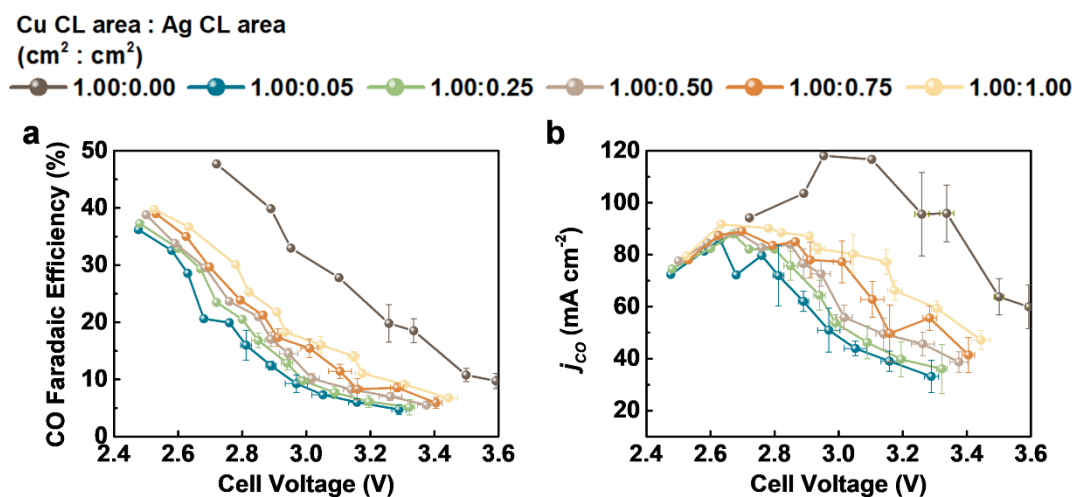 Cu CL area : Ag CL area
(cm² : cm²)
1.00:0.00 1.00:0.05 1.00:0.25 1.00:0.50 1.00:0.75 1.00:1.00
a
CO Faradaic Efficiency (%)
50
40
30
20
10
0
2.4 2.6 2.8 3.0 3.2 3.4 3.6
Cell Voltage (V)
b
j_CO (mA cm⁻²)
120
100
80
60
40
20
2.4 2.6 2.8 3.0 3.2 3.4 3.6
Cell Voltage (V)